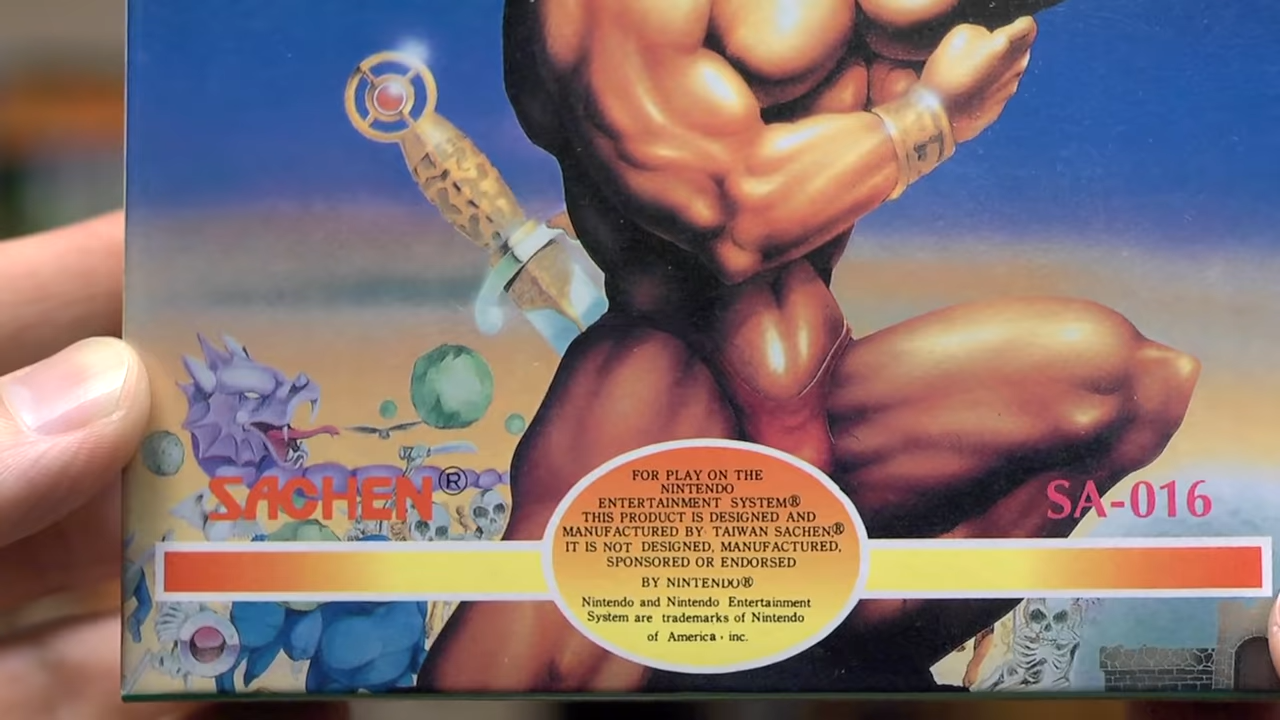 SACHEN®
SA-016
FOR PLAY ON THE
NINTENDO
ENTERTAINMENT SYSTEM®
THIS PRODUCT IS DESIGNED AND
MANUFACTURED BY· TAIWAN SACHEN,®
IT IS NOT DESIGNED, MANUFACTURED,
SPONSORED OR ENDORSED
BY NINTENDO®
Nintendo and Nintendo Entertainment
System are trademarks of Nintendo
of America · inc.